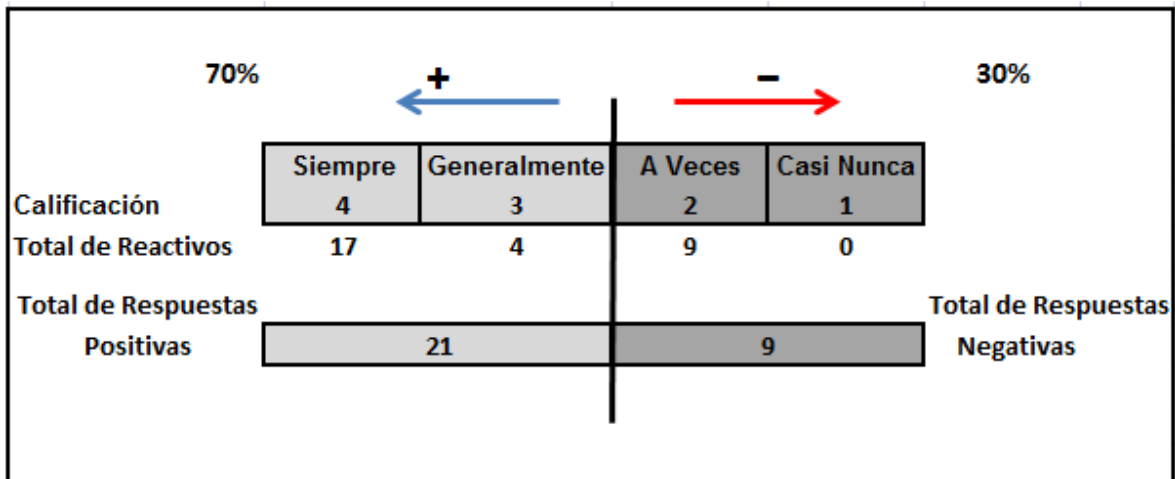 70% + − 30%
Siempre Generalmente A Veces Casi Nunca
Calificación 4 3 2 1
Total de Reactivos 17 4 9 0
Total de Respuestas Total de Respuestas
Positivas 21 9 Negativas